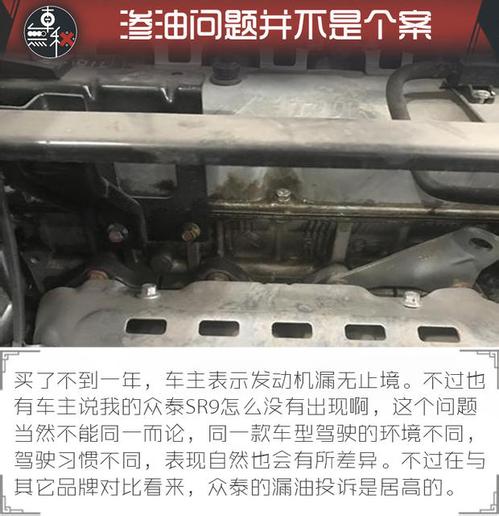 渗油问题并不是个案
买了不到一年，车主表示发动机漏无止境。不过也
有车主说我的众泰SR9怎么没有出现啊，这个问题
当然不能同一而论，同一款车型驾驶的环境不同，
驾驶习惯不同，表现自然也会有所差异。不过在与
其它品牌对比看来，众泰的漏油投诉是居高的。